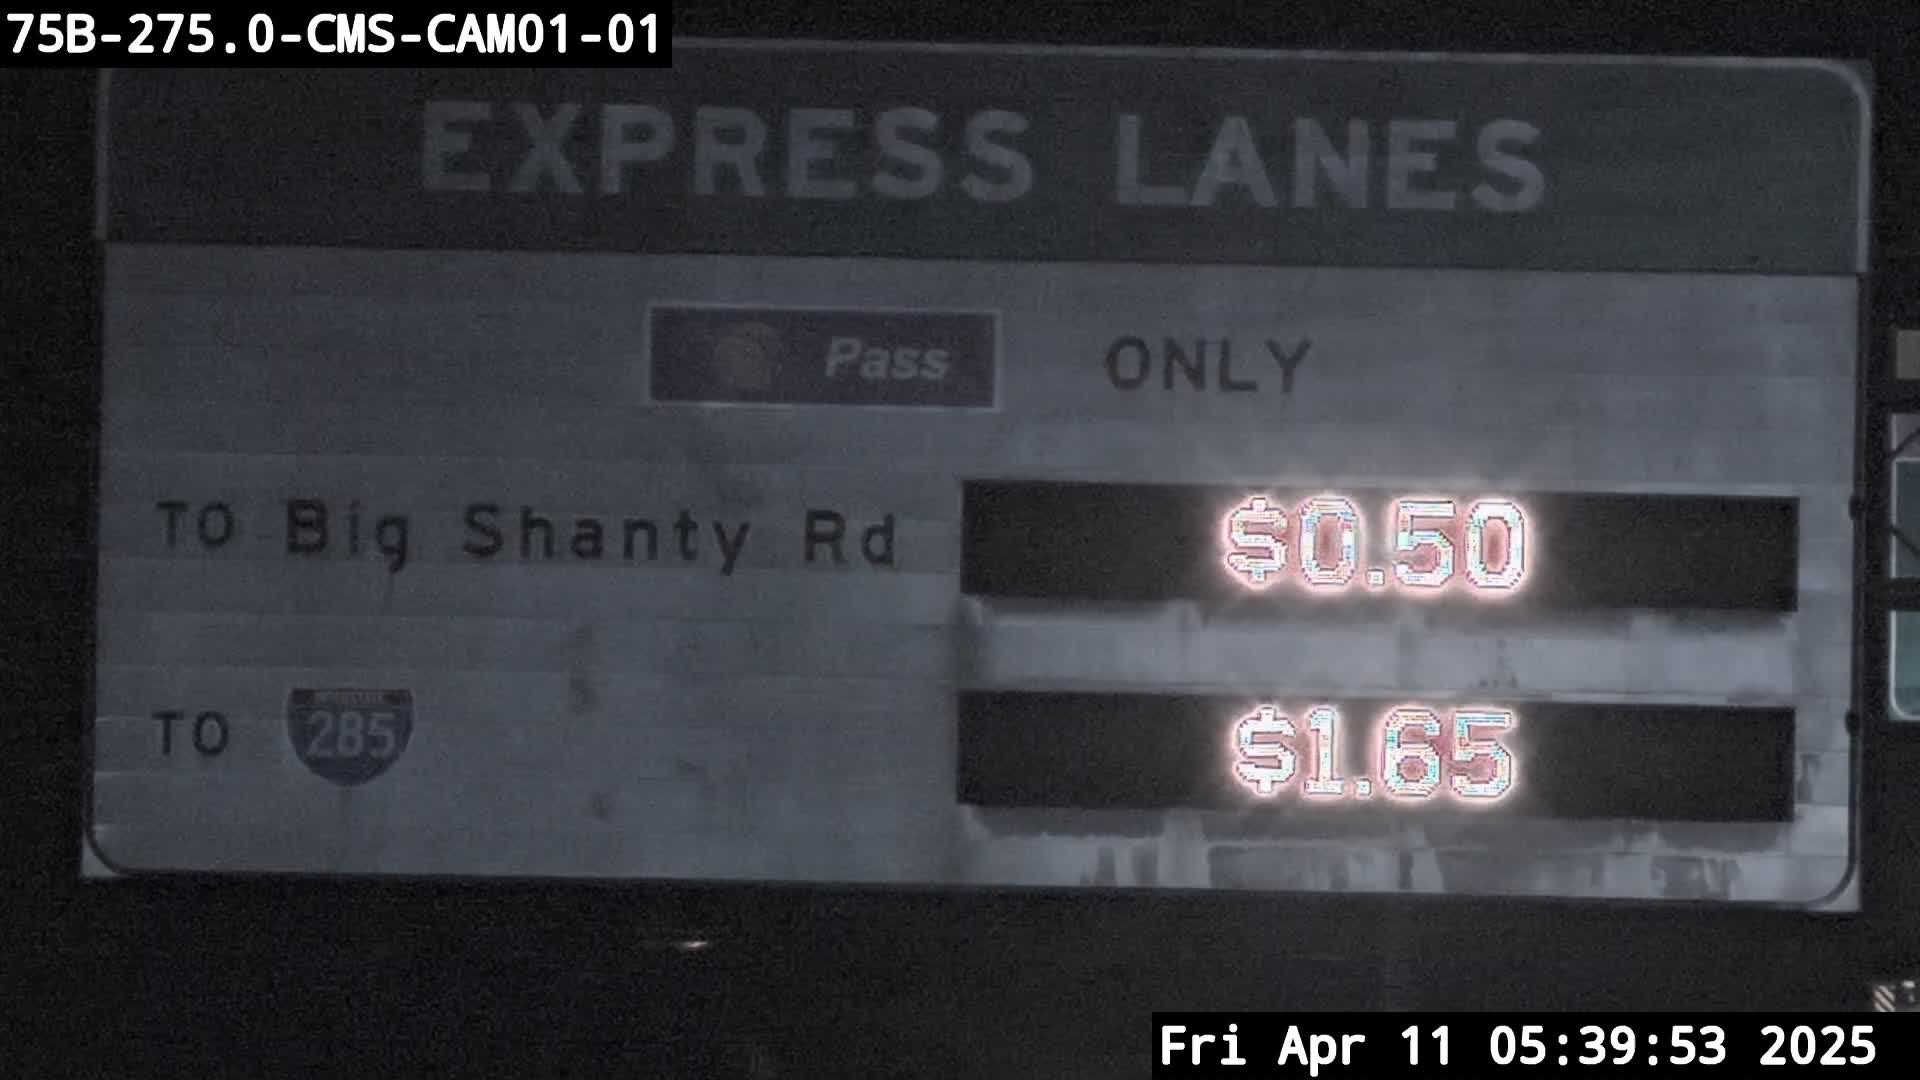 75B-275.0-CMS-CAM01-01
EXPRESS LANES
Pass ONLY
TO Big Shanty Rd $0.50
INTERSTATE
TO 285 $1.65
Fri Apr 11 05:39:53 2025